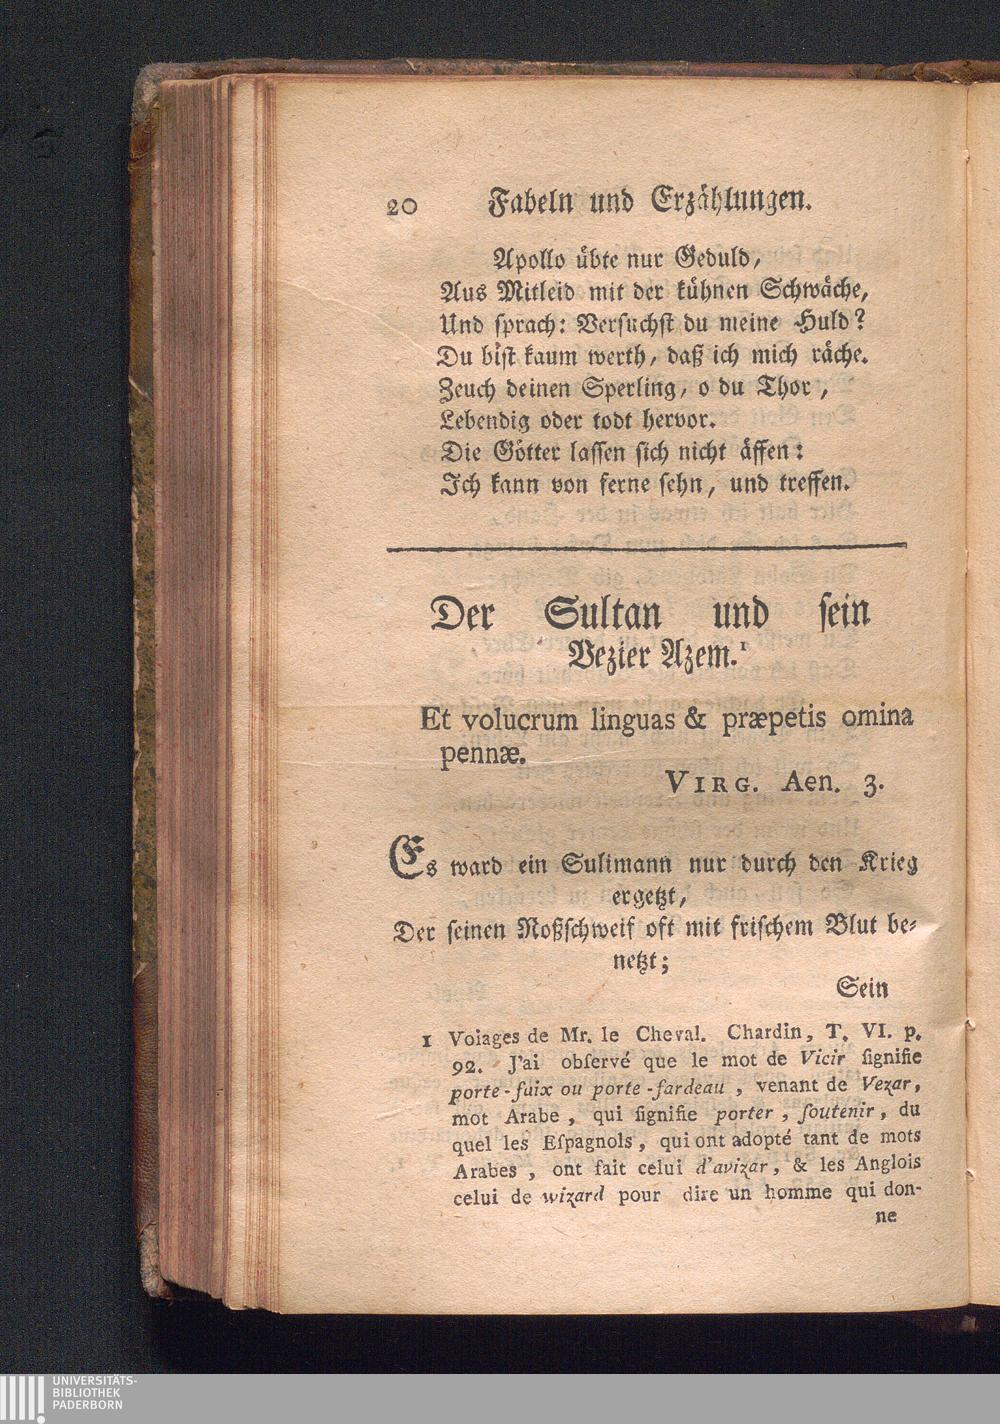 20 Fabeln und Erzählungen.
Apollo übte nur Geduld,
Aus Mitleid mit der kühnen Schwäche,
Und sprach: Versuchst du meine Huld?
Du bist kaum werth, daß ich mich räche.
Zeuch deinen Sperling, o du Thor,
Lebendig oder todt hervor.
Die Götter lassen sich nicht äffen:
Ich kann von ferne sehn, und treffen.
Der Sultan und sein
Vezier Azem.¹
Et volucrum linguas & præpetis omina
pennæ.
VIRG. Aen. 3.
Es ward ein Sulimann nur durch den Krieg
ergetzt,
Der seinen Roßschweif oft mit frischem Blut be-
netzt;
Sein
1 Voiages de Mr. le Cheval. Chardin, T. VI. p.
92. J'ai obſervé que le mot de Vicir ſignifie
porte-faix ou porte-fardeau, venant de Vezar,
mot Arabe, qui ſignifie porter, ſoutenir, du
quel les Eſpagnols, qui ont adopté tant de mots
Arabes, ont fait celui d'avizar, & les Anglois
celui de wizard pour dire un homme qui don-
ne
UNIVERSITÄTS-
BIBLIOTHEK
PADERBORN